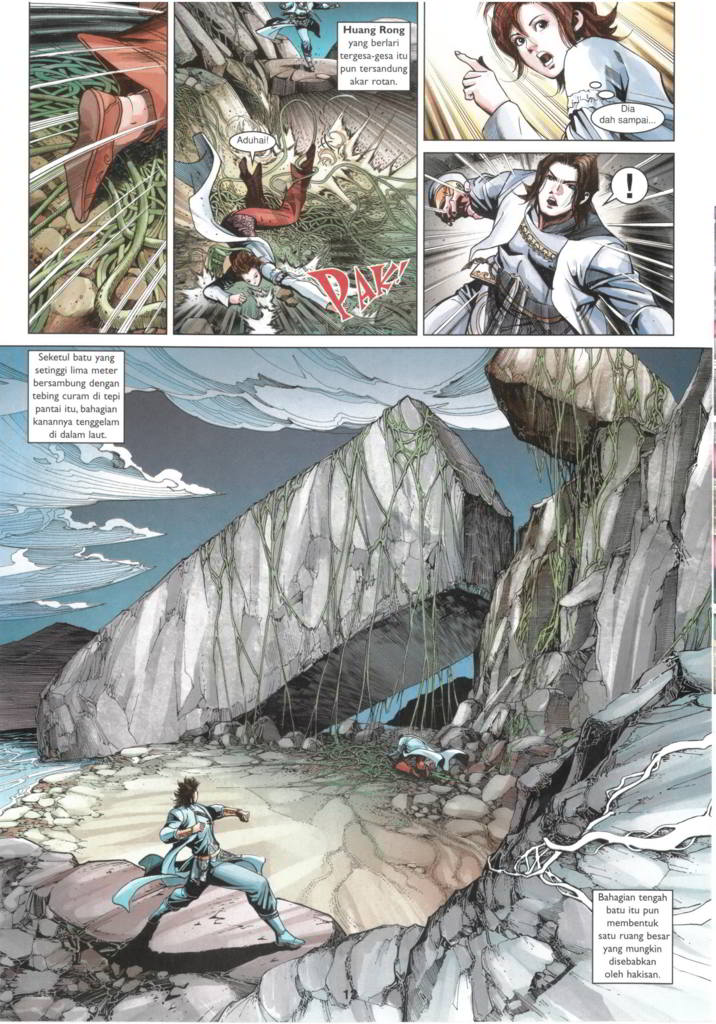 Huang Rong
yang berlari
tergesa-gesa itu
pun tersandung
akar rotan.
Aduhai!
PAK!
Dia
dah sampai...
!
Seketul batu yang
setinggi lima meter
bersambung dengan
tebing curam di tepi
pantai itu, bahagian
kanannya tenggelam
di dalam laut.
Bahagian tengah
batu itu pun
membentuk
satu ruang besar
yang mungkin
disebabkan
oleh hakisan.